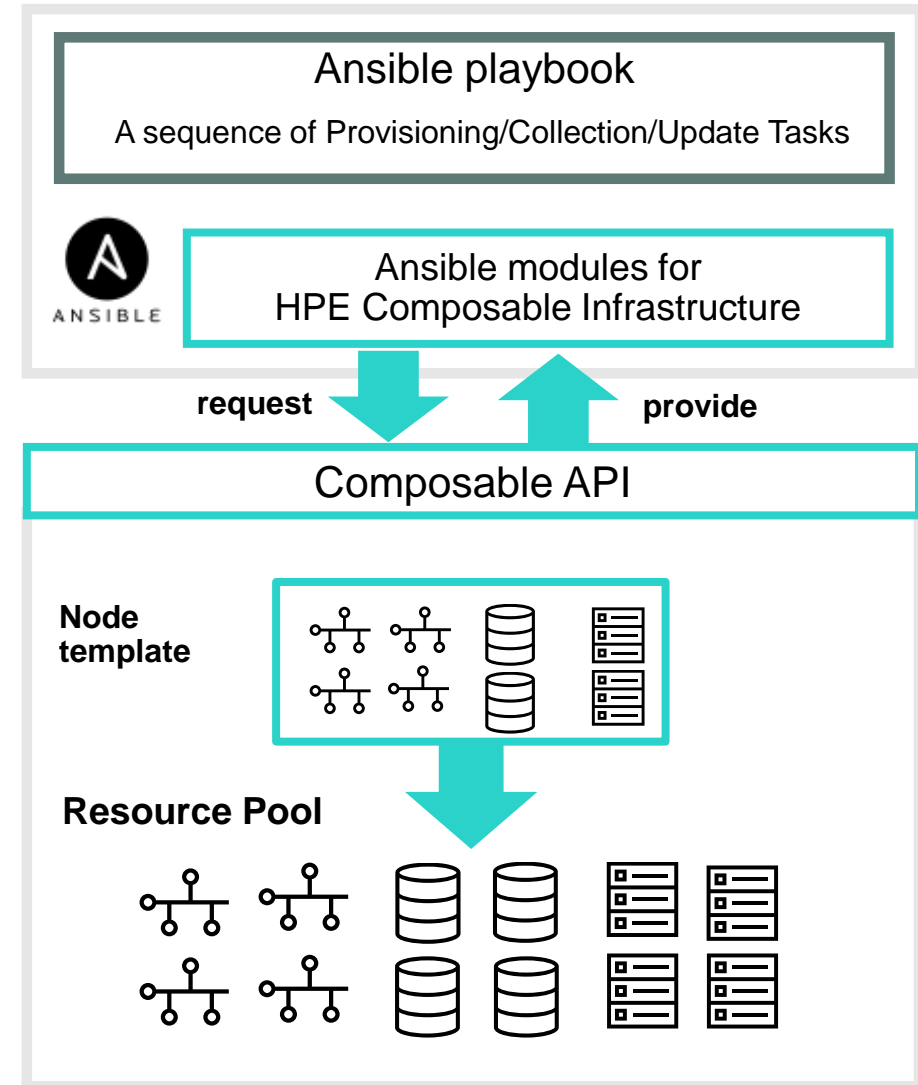 Ansible playbook
A sequence of Provisioning/Collection/Update Tasks
A
ANSIBLE
Ansible modules for
HPE Composable Infrastructure
request
provide
Composable API
Node
template
Resource Pool